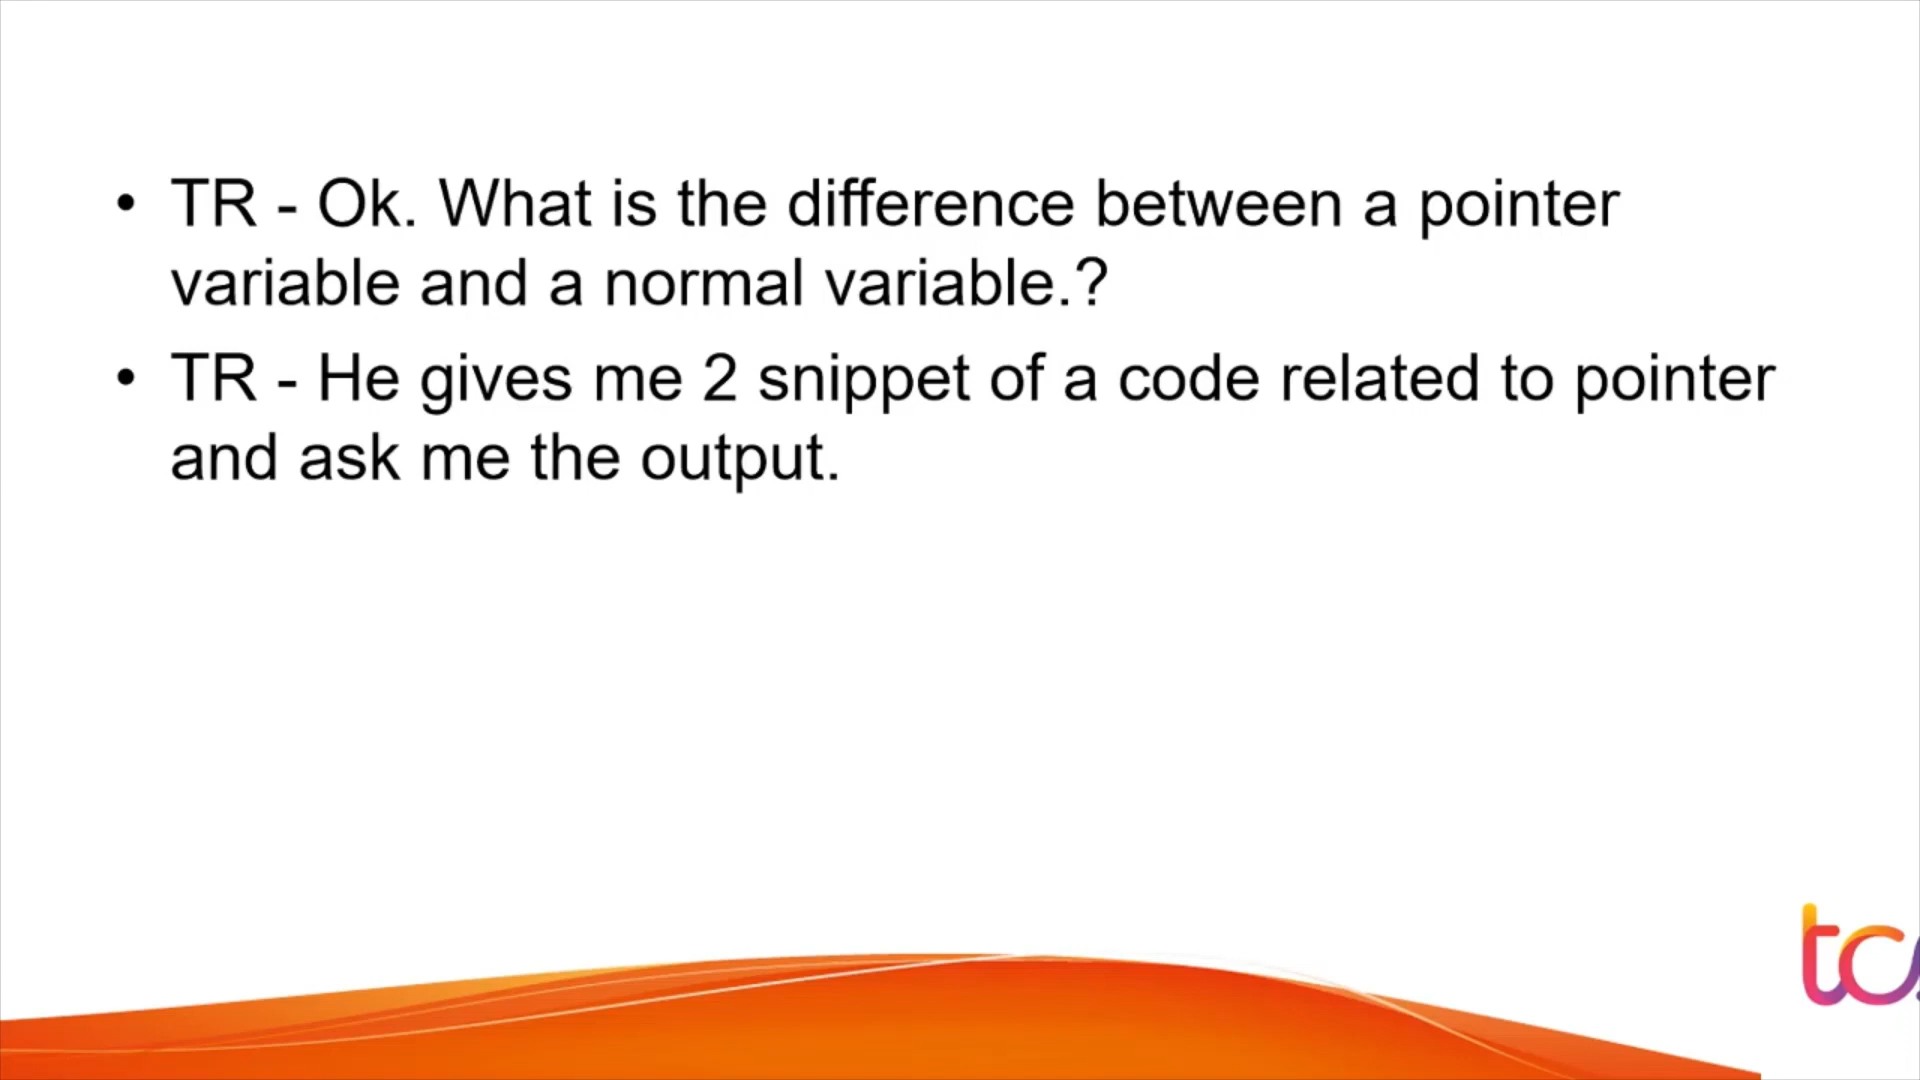 • TR - Ok. What is the difference between a pointer
variable and a normal variable.?
• TR - He gives me 2 snippet of a code related to pointer
and ask me the output.
tcs